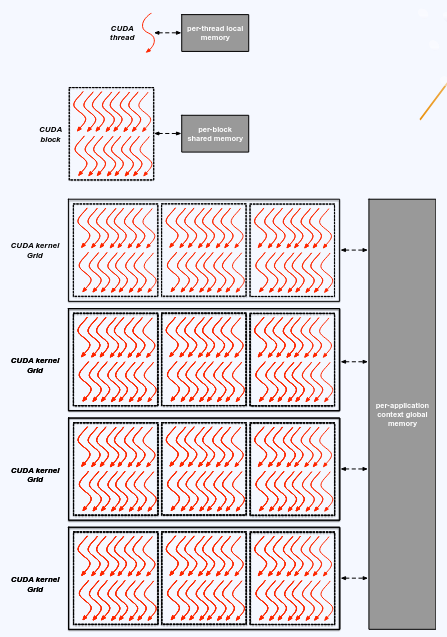 CUDA
thread
per-thread local
memory
CUDA
block
per-block
shared memory
CUDA kernel
Grid
CUDA kernel
Grid
per-application
context global
memory
CUDA kernel
Grid
CUDA kernel
Grid